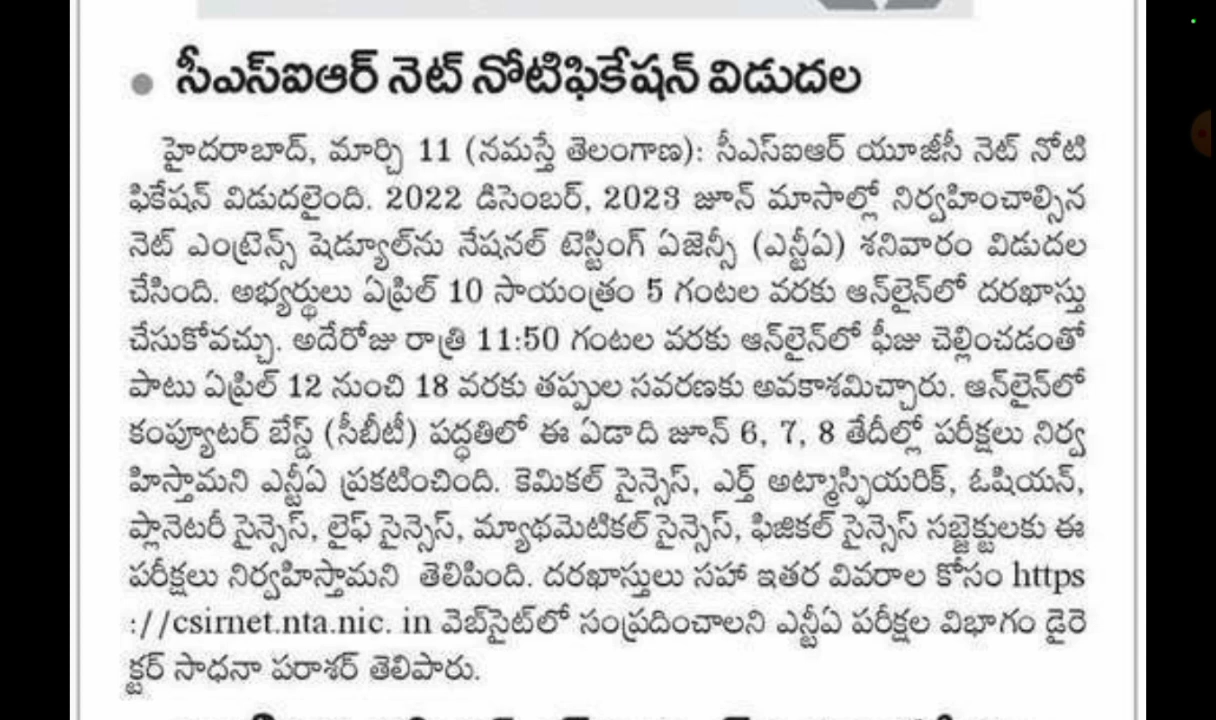 సీఎస్ఐఆర్ నెట్ నోటిఫికేషన్ విడుదల
హైదరాబాద్, మార్చి 11 (నమస్తే తెలంగాణ): సీఎస్ఐఆర్ యూజీసీ నెట్ నోటి
ఫికేషన్ విడుదలైంది. 2022 డిసెంబర్, 2023 జూన్ మాసాల్లో నిర్వహించాల్సిన
నెట్ ఎంట్రెన్స్ షెడ్యూల్‌ను నేషనల్ టెస్టింగ్ ఏజెన్సీ (ఎన్టీఏ) శనివారం విడుదల
చేసింది. అభ్యర్థులు ఏప్రిల్ 10 సాయంత్రం 5 గంటల వరకు ఆన్‌లైన్‌లో దరఖాస్తు
చేసుకోవచ్చు. అదేరోజు రాత్రి 11:50 గంటల వరకు ఆన్‌లైన్‌లో ఫీజు చెల్లించడంతో
పాటు ఏప్రిల్ 12 నుంచి 18 వరకు తప్పుల సవరణకు అవకాశమిచ్చారు. ఆన్‌లైన్‌లో
కంప్యూటర్ బేస్డ్ (సీబీటీ) పద్ధతిలో ఈ ఏడాది జూన్ 6, 7, 8 తేదీల్లో పరీక్షలు నిర్వ
హిస్తామని ఎన్టీఏ ప్రకటించింది. కెమికల్ సైన్సెస్, ఎర్త్ అట్మాస్ఫియరిక్, ఓషియన్,
ప్లానెటరీ సైన్సెస్, లైఫ్ సైన్సెస్, మ్యాథమెటికల్ సైన్సెస్, ఫిజికల్ సైన్సెస్ సబ్జెక్టులకు ఈ
పరీక్షలు నిర్వహిస్తామని తెలిపింది. దరఖాస్తులు సహా ఇతర వివరాల కోసం https
://csirnet.nta.nic. in వెబ్‌సైట్‌లో సంప్రదించాలని ఎన్టీఏ పరీక్షల విభాగం డైరె
క్టర్ సాధనా పరాశర్ తెలిపారు.